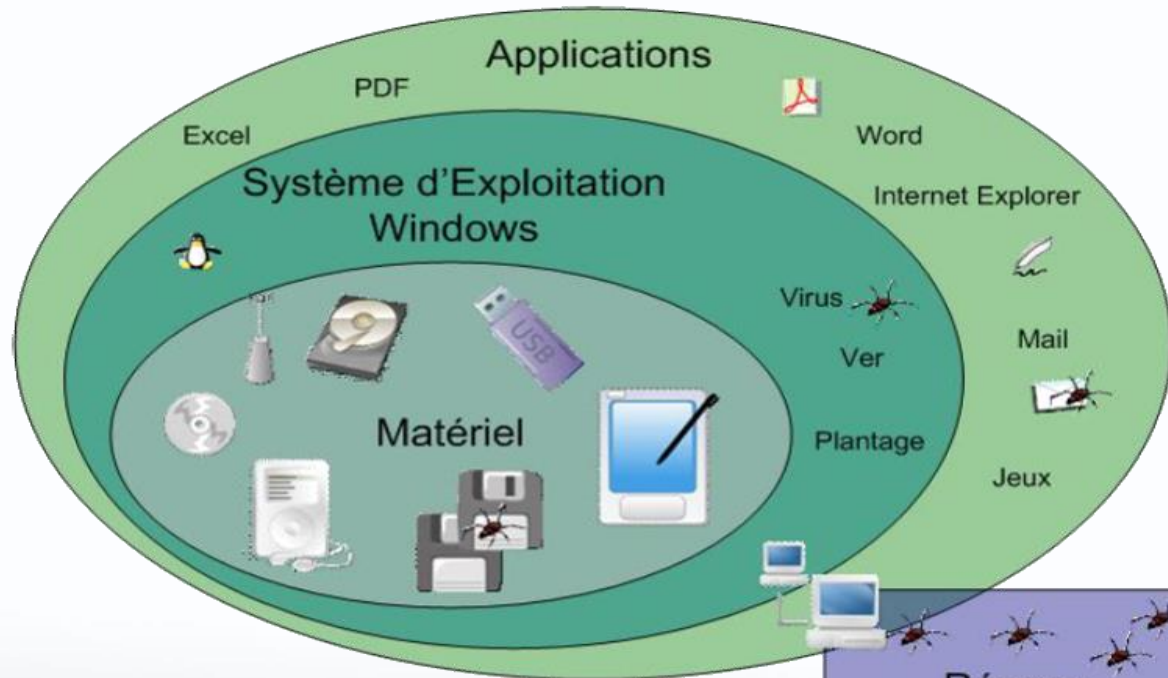 Applications
PDF
Excel
Word
Système d'Exploitation
Windows
Internet Explorer
USB
Virus
Ver
Mail
Matériel
Plantage
Jeux